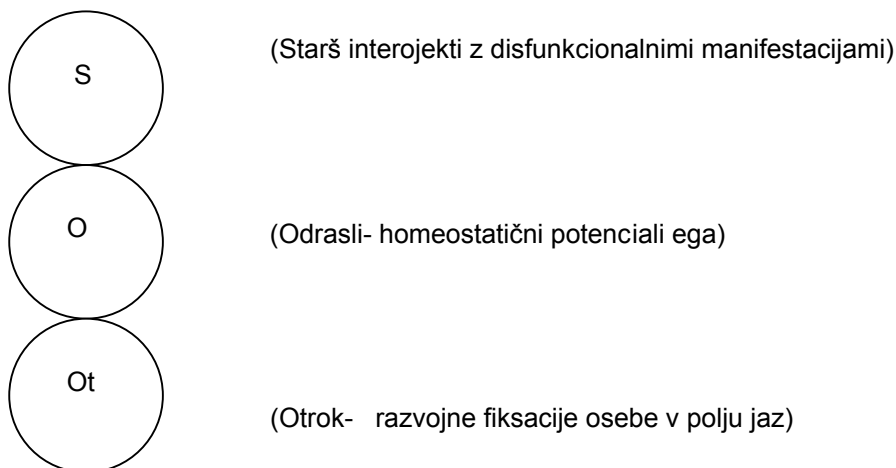 S
(Starš interojekti z disfunkcionalnimi manifestacijami)
O
(Odrasli- homeostatični potenciali ega)
Ot
(Otrok- razvojne fiksacije osebe v polju jaz)